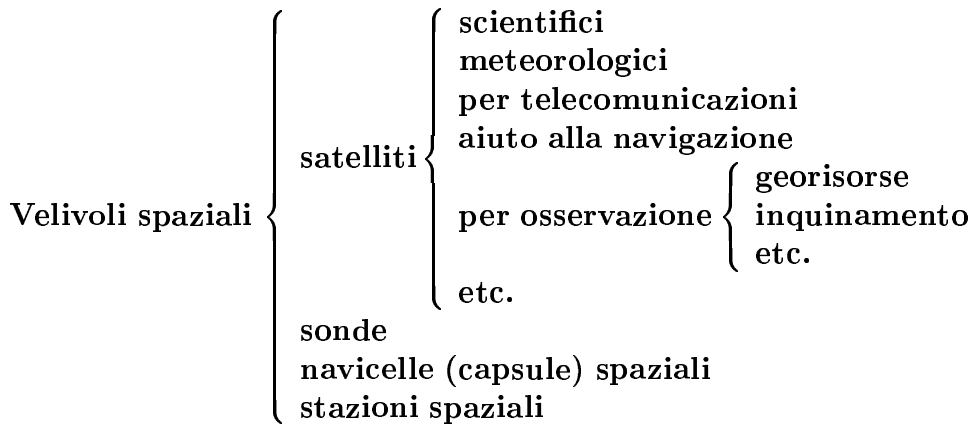 Velivoli spaziali
satelliti
scientifici
meteorologici
per telecomunicazioni
aiuto alla navigazione
per osservazione
georisorse
inquinamento
etc.
etc.
sonde
navicelle (capsule) spaziali
stazioni spaziali